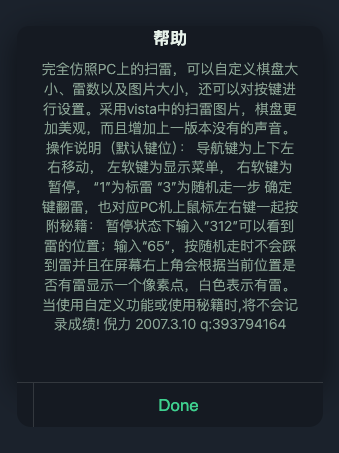 帮助
完全仿照PC上的扫雷，可以自定义棋盘大
小、雷数以及图片大小，还可以对按键进
行设置。采用vista中的扫雷图片，棋盘更
加美观，而且增加上一版本没有的声音。
操作说明（默认键位）： 导航键为上下左
右移动， 左软键为显示菜单， 右软键为
暂停， “1”为标雷 ”3”为随机走一步 确定
键翻雷，也对应PC机上鼠标左右键一起按
附秘籍： 暂停状态下输入”312”可以看到
雷的位置；输入”65”，按随机走时不会踩
到雷并且在屏幕右上角会根据当前位置是
否有雷显示一个像素点，白色表示有雷。
当使用自定义功能或使用秘籍时,将不会记
录成绩! 倪力 2007.3.10 q:393794164
Done